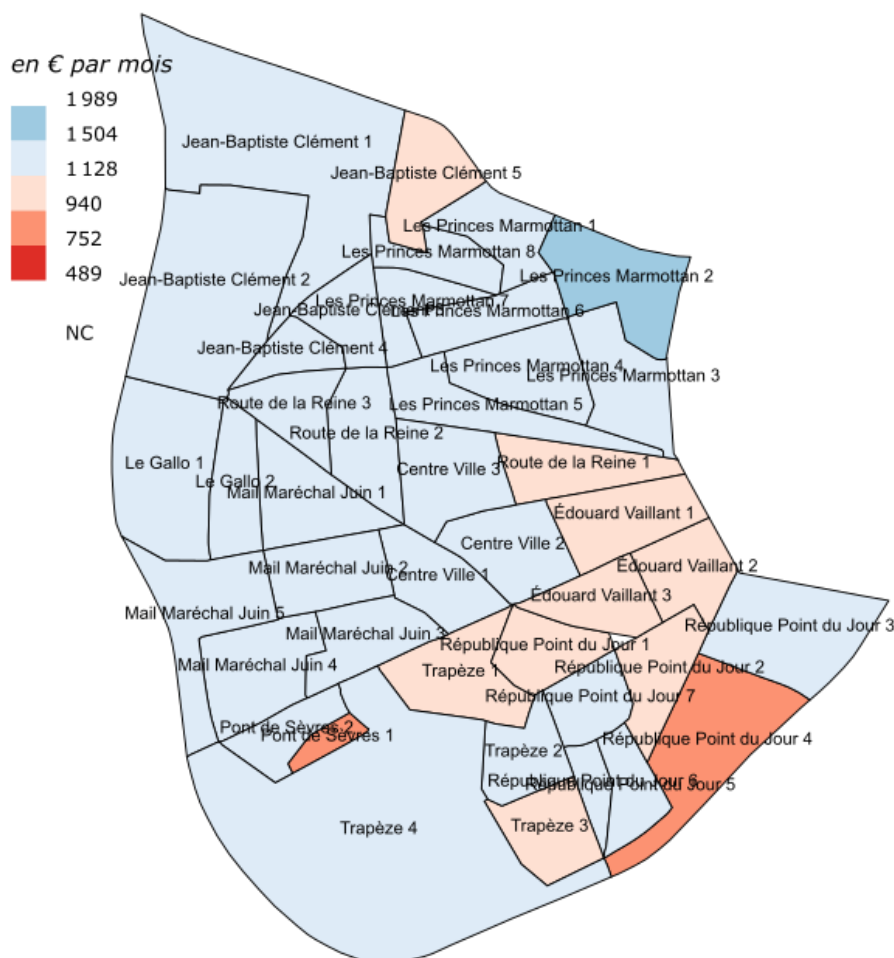 en € par mois
1 989
1 504
1 128
940
752
489
NC
Jean-Baptiste Clément 1
Jean-Baptiste Clément 5
Les Princes Marmottan 1
Les Princes Marmottan 8
Les Princes Marmottan 2
Jean-Baptiste Clément 2
Les Princes Marmottan 7
Jean-Baptiste Clément
Les Princes Marmottan 6
Jean-Baptiste Clément 4
Les Princes Marmottan 4
Les Princes Marmottan 3
Route de la Reine 3
Les Princes Marmottan 5
Route de la Reine 2
Le Gallo 1
Centre Ville 3
Route de la Reine 1
Le Gallo 2
Mail Maréchal Juin 1
Édouard Vaillant 1
Centre Ville 2
Édouard Vaillant 2
Mail Maréchal Juin 2
Centre Ville 1
Édouard Vaillant 3
Mail Maréchal Juin 5
République Point du Jour 3
Mail Maréchal Juin 3
République Point du Jour 1
Mail Maréchal Juin 4
Trapèze 1
République Point du Jour 2
République Point du Jour 7
Pont de Sèvres 2
Pont de Sèvres 1
République Point du Jour 4
Trapèze 2
République Point du Jour 6
République Point du Jour 5
Trapèze 4
Trapèze 3